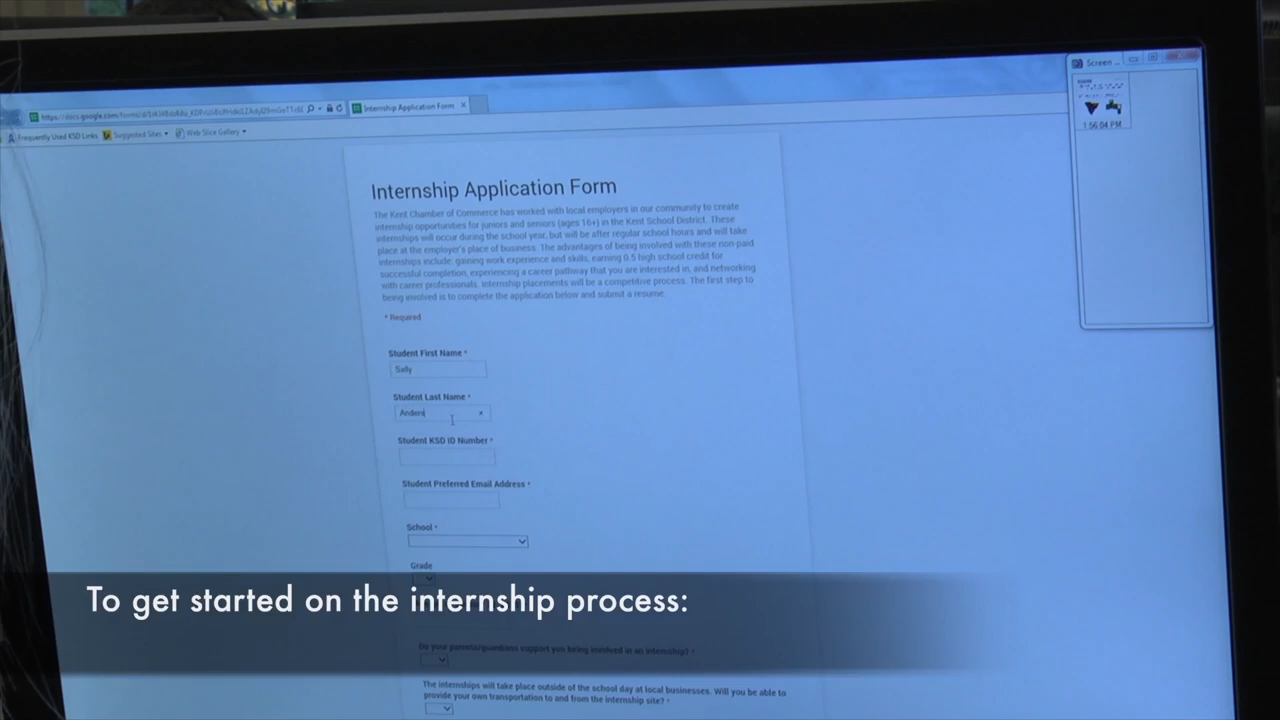 Screen ...
Internship Application Form
Frequently Used KSD Links Suggested Sites Web Slice Gallery
1:56:04 PM
Internship Application Form
The Kent Chamber of Commerce has worked with local employers in our community to create
internship opportunities for juniors and seniors (ages 16+) in the Kent School District. These
internships will occur during the school year, but will be after regular school hours and will take
place at the employer's place of business. The advantages of being involved with these non-paid
internships include: gaining work experience and skills, earning 0.5 high school credit for
successful completion, experiencing a career pathway that you are interested in, and networking
with career professionals. Internship placements will be a competitive process. The first step to
being involved is to complete the application below and submit a resume.
* Required
Student First Name *
Sally
Student Last Name *
Anders
Student KSD ID Number *
Student Preferred Email Address *
School *
Grade
To get started on the internship process:
Do your parents/guardians support you being involved in an internship? *
The internships will take place outside of the school day at local businesses. Will you be able to
provide your own transportation to and from the internship site? *